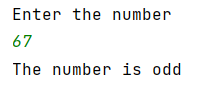 Enter the number
67
The number is odd